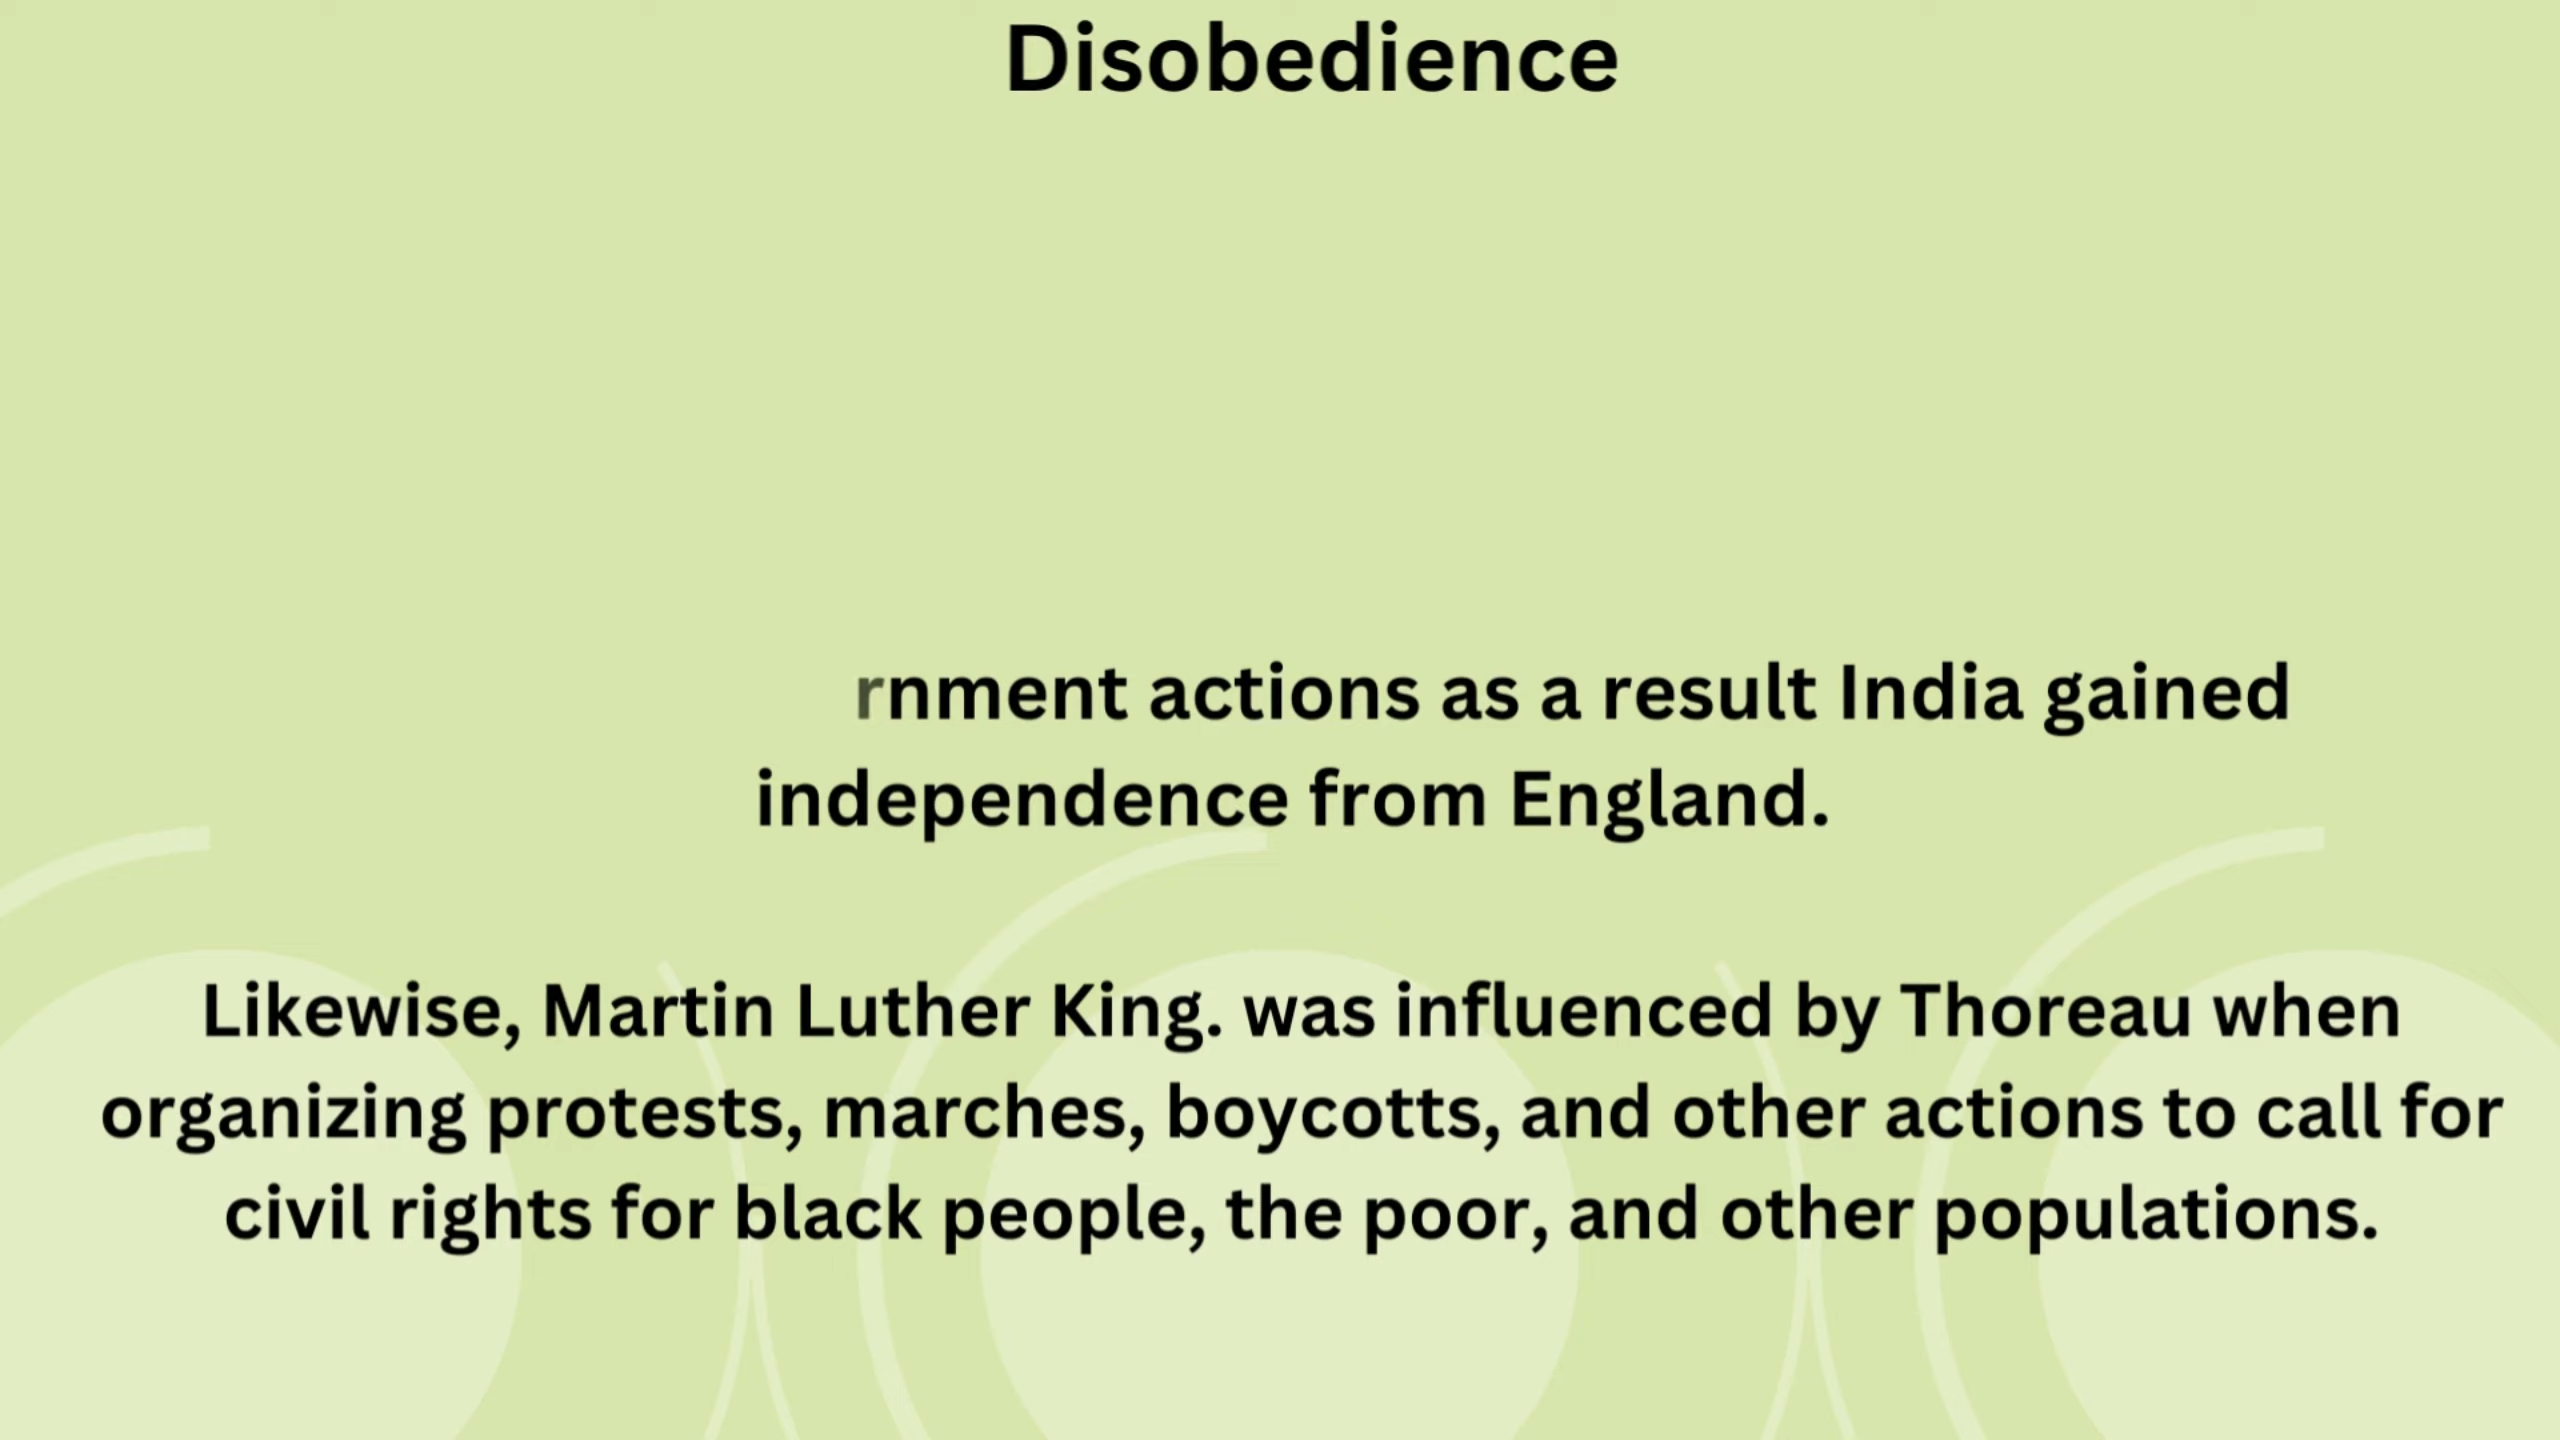 Disobedience
rnment actions as a result India gained
independence from England.
Likewise, Martin Luther King. was influenced by Thoreau when
organizing protests, marches, boycotts, and other actions to call for
civil rights for black people, the poor, and other populations.